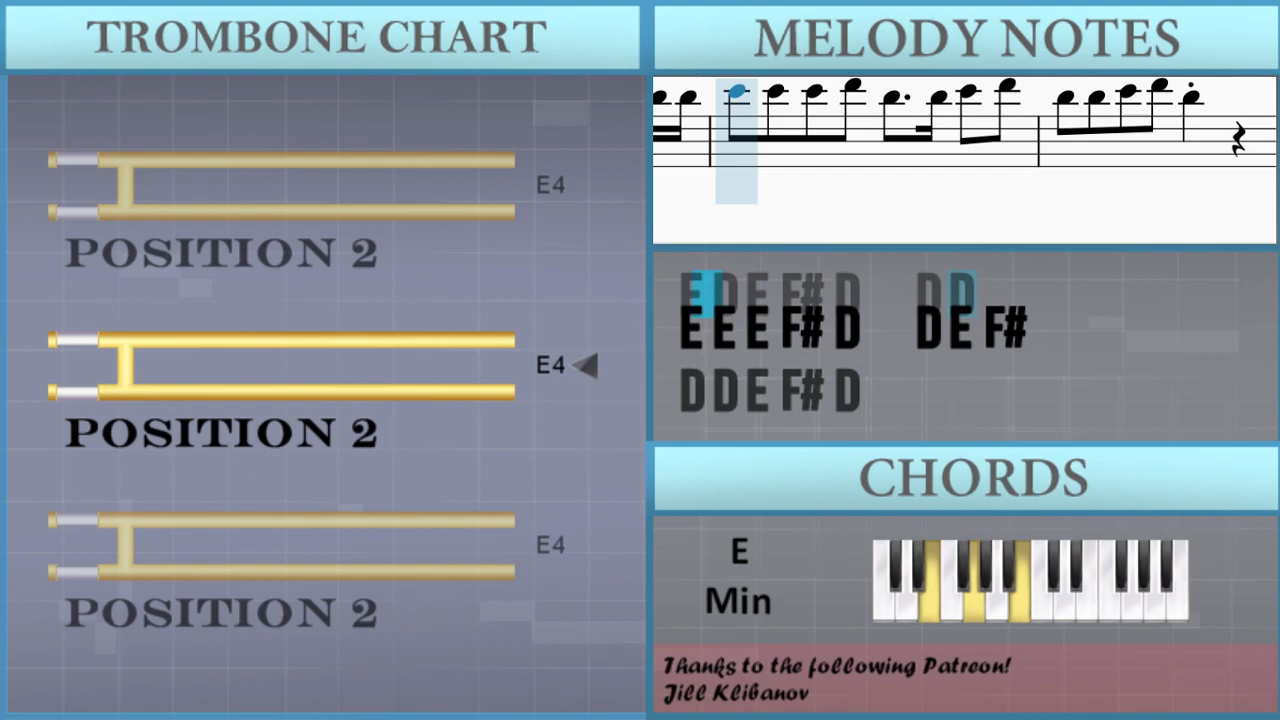 TROMBONE CHART
E4
POSITION 2
E4
POSITION 2
E4
POSITION 2
MELODY NOTES
E D E F# D D D
E E E F# D D E F#
D D E F# D
CHORDS
E
Min
Thanks to the following Patreon!
Jill Klibanov